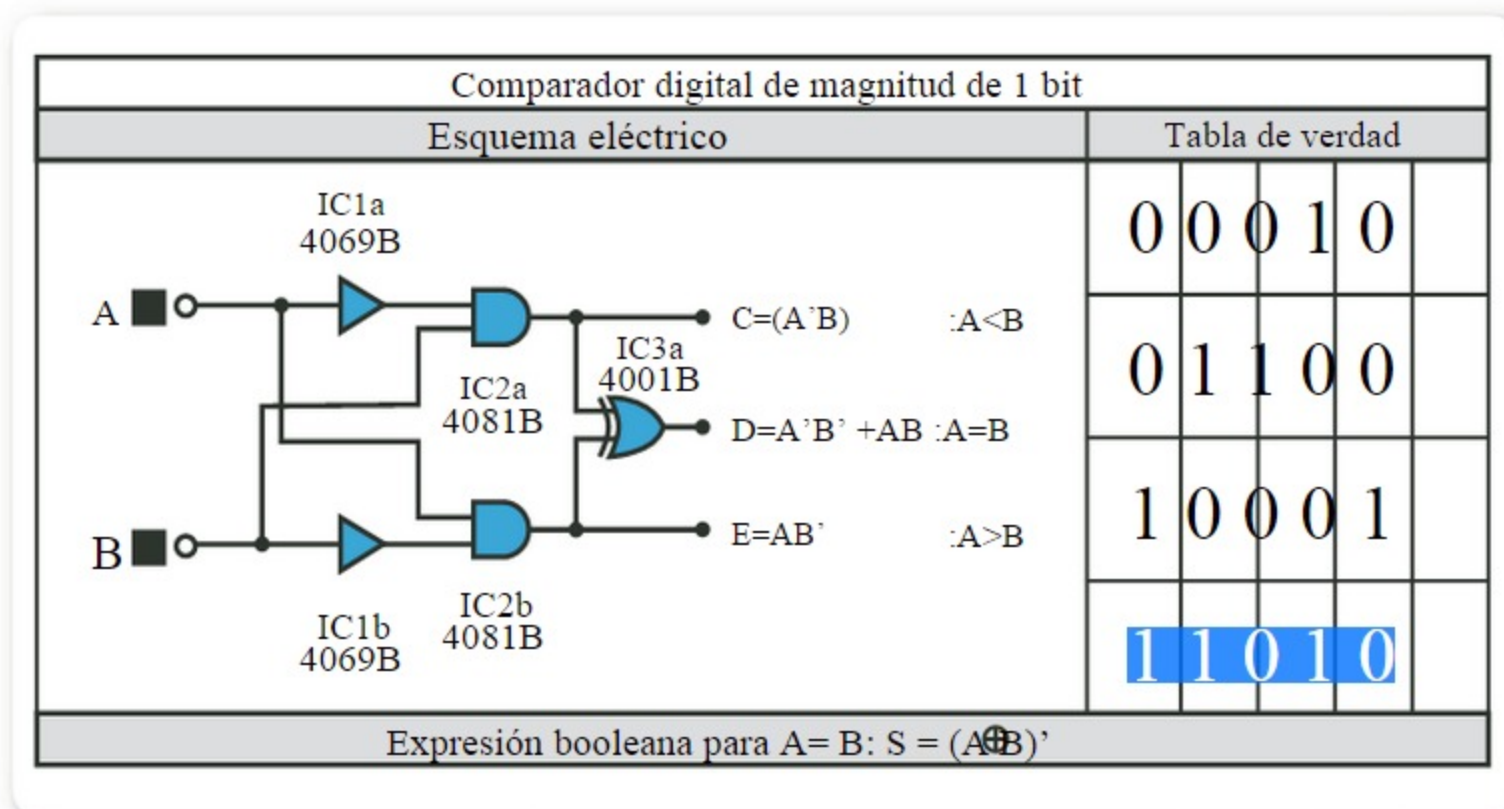 Comparador digital de magnitud de 1 bit
Esquema eléctrico
Tabla de verdad
IC1a
4069B
A
C=(A’B) :A<B
IC3a
4001B
IC2a
4081B
D=A’B’ +AB :A=B
B
E=AB’ :A>B
IC2b
4081B
IC1b
4069B
0 0 0 1 0
0 1 1 0 0
1 0 0 0 1
1 1 0 1 0
Expresión booleana para A= B: S = (A⊕B)’